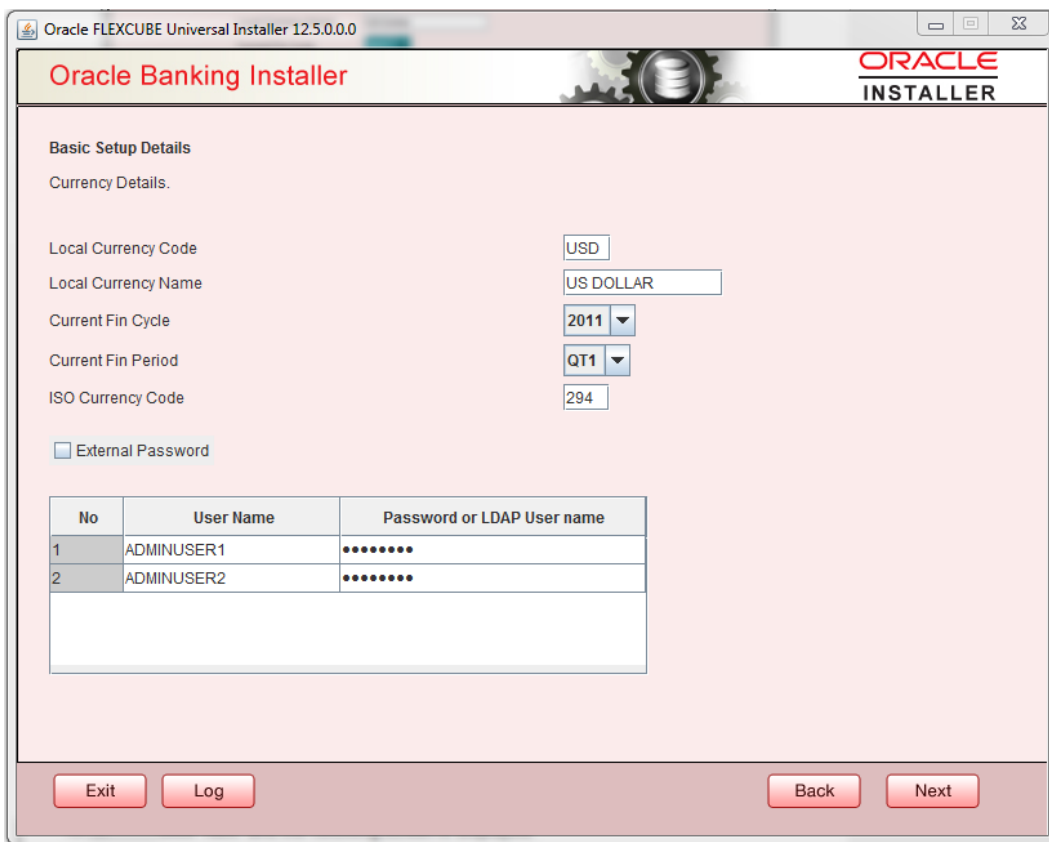 Oracle FLEXCUBE Universal Installer 12.5.0.0.0
Oracle Banking Installer
ORACLE
INSTALLER
Basic Setup Details
Currency Details.
Local Currency Code USD
Local Currency Name US DOLLAR
Current Fin Cycle 2011
Current Fin Period QT1
ISO Currency Code 294
External Password
No User Name Password or LDAP User name
1 ADMINUSER1 ••••••••
2 ADMINUSER2 ••••••••
Exit Log Back Next